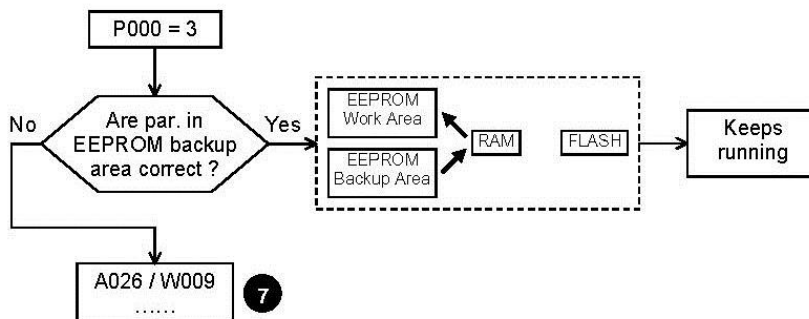 P000 = 3
No
Are par. in
EEPROM backup
area correct ?
Yes
EEPROM
Work Area
EEPROM
Backup Area
RAM
FLASH
Keeps
running
A026 / W009
......
7